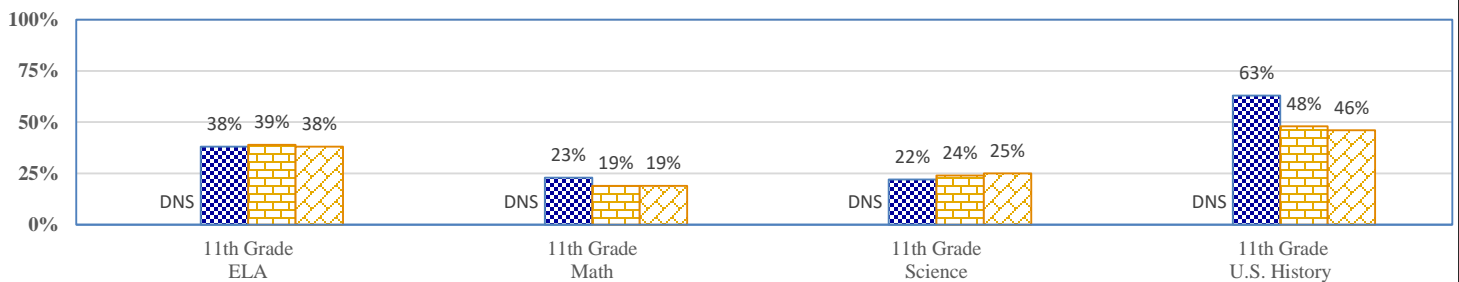 100%
75%
50%
25%
0%
DNS 38% 39% 38%
DNS 23% 19% 19%
DNS 22% 24% 25%
DNS 63% 48% 46%
11th Grade
ELA
11th Grade
Math
11th Grade
Science
11th Grade
U.S. History